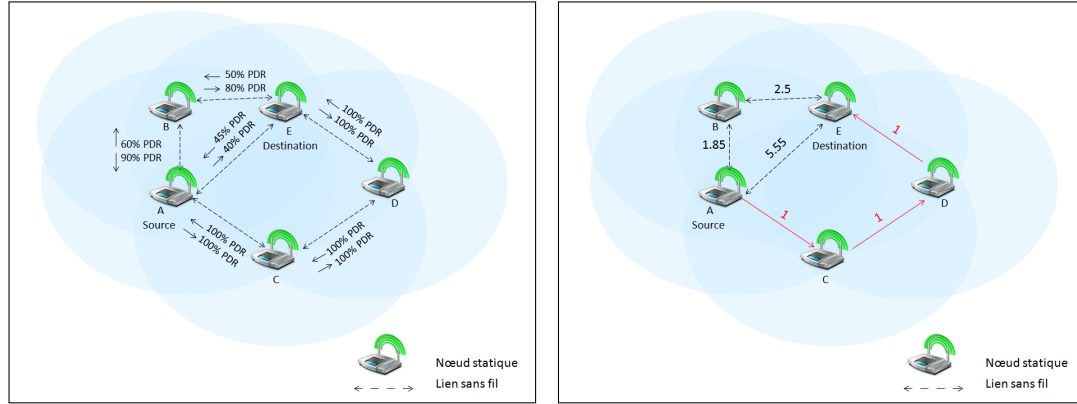 50% PDR
80% PDR
B
E
Destination
100% PDR
100% PDR
45% PDR
40% PDR
60% PDR
90% PDR
A
Source
D
100% PDR
100% PDR
100% PDR
100% PDR
C
Nœud statique
Lien sans fil
2.5
B
E
Destination
1.85
5.55
1
A
Source
D
1
1
C
Nœud statique
Lien sans fil